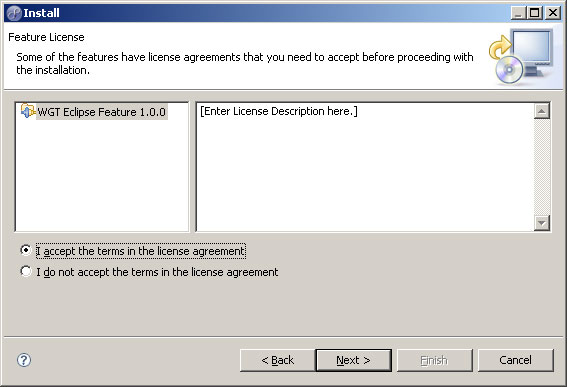 Install
Feature License
Some of the features have license agreements that you need to accept before proceeding with
the installation.
WGT Eclipse Feature 1.0.0
[Enter License Description here.]
I accept the terms in the license agreement
I do not accept the terms in the license agreement
?
< Back
Next >
Finish
Cancel